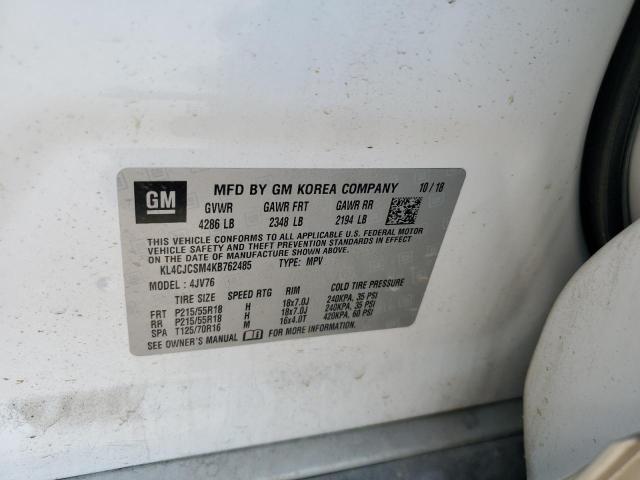 GM
MFD BY GM KOREA COMPANY 10/18
GVWR GAWR FRT GAWR RR
4286 LB 2348 LB 2194 LB
THIS VEHICLE CONFORMS TO ALL APPLICABLE U.S. FEDERAL MOTOR
VEHICLE SAFETY, BUMPER, AND THEFT PREVENTION STANDARDS IN EFFECT
ON THE DATE OF MANUFACTURE SHOWN ABOVE.
KL4CJCSM4KB762485 TYPE: MPV
MODEL: 4JV76
TIRE SIZE SPEED RTG RIM COLD TIRE PRESSURE
FRT P215/55R18 H 18x7.0J 240KPA, 35 PSI
RR P215/55R18 H 18x7.0J 240KPA, 35 PSI
SPA T125/70R16 M 16x4.0T 420KPA, 60 PSI
SEE OWNER'S MANUAL